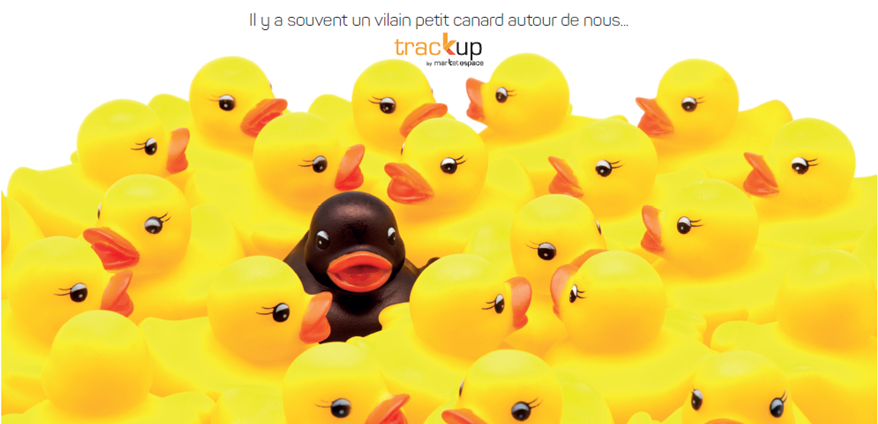 Il y a souvent un vilain petit canard autour de nous...
trackup
by market espace